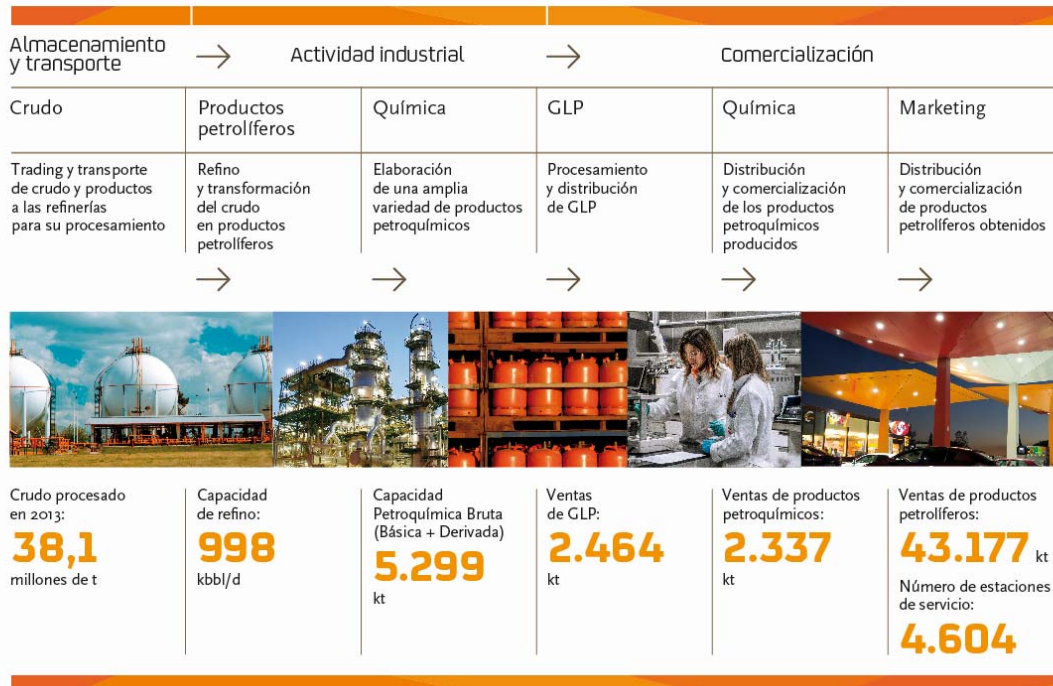 Almacenamiento
y transporte
Actividad industrial
Comercialización
Crudo
Productos
petrolíferos
Química
GLP
Química
Marketing
Trading y transporte
de crudo y productos
a las refinerías
para su procesamiento
Refino
y transformación
del crudo
en productos
petrolíferos
Elaboración
de una amplia
variedad de productos
petroquímicos
Procesamiento
y distribución
de GLP
Distribución
y comercialización
de los productos
petroquímicos
producidos
Distribución
y comercialización
de productos
petrolíferos obtenidos
Crudo procesado
en 2013:
38,1
millones de t
Capacidad
de refino:
998
kbbl/d
Capacidad
Petroquímica Bruta
(Básica + Derivada)
5.299
kt
Ventas
de GLP:
2.464
kt
Ventas de productos
petroquímicos:
2.337
kt
Ventas de productos
petrolíferos:
43.177 kt
Número de estaciones
de servicio:
4.604